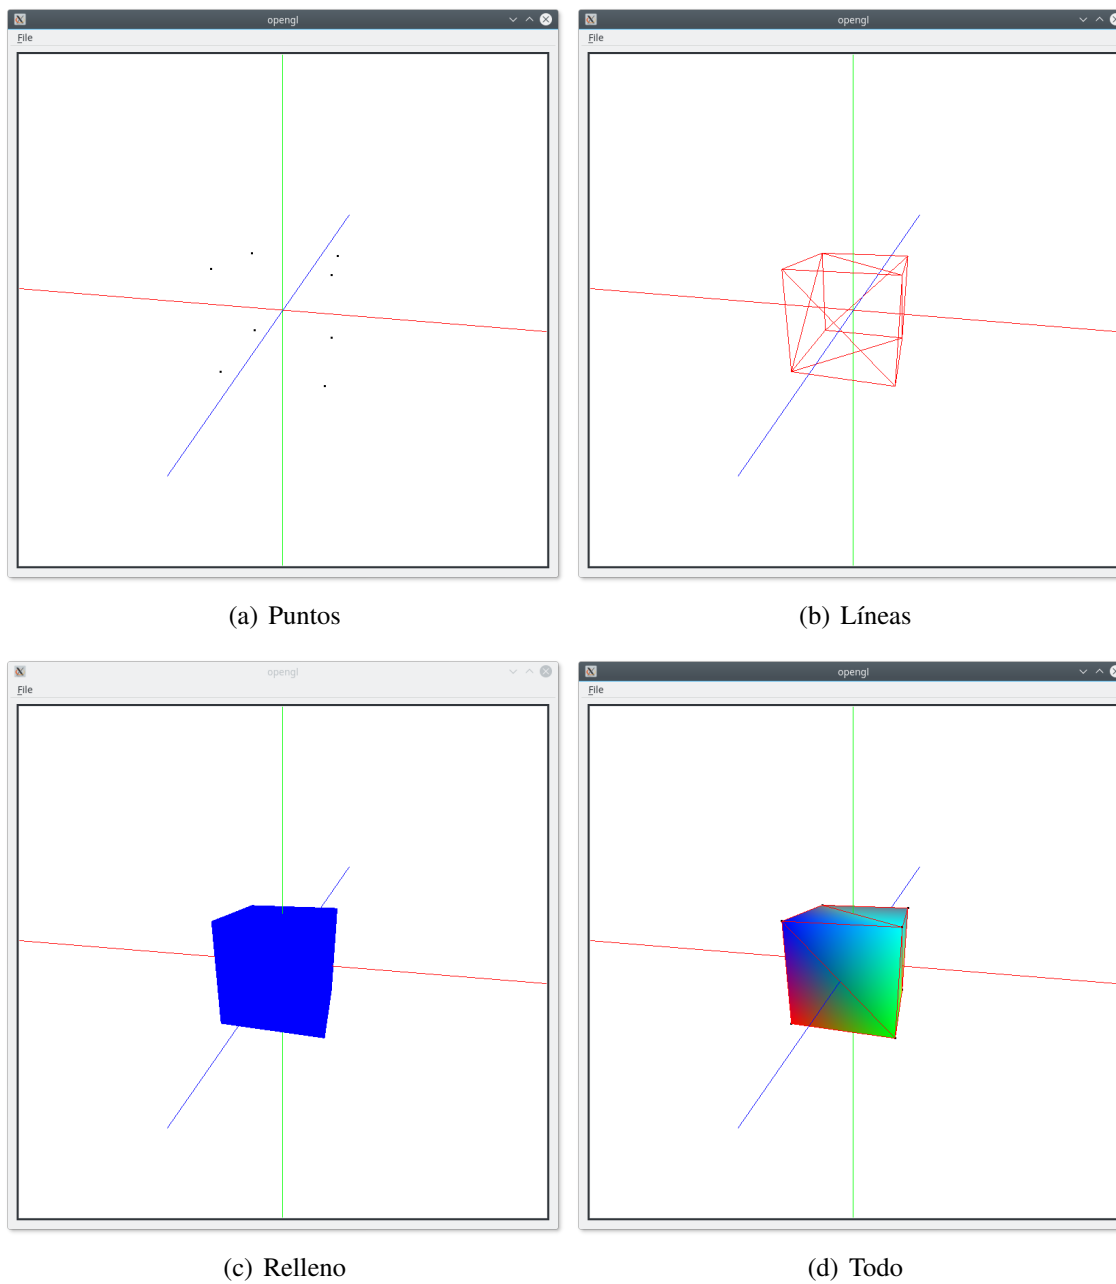 opengl
File
opengl
File
(a) Puntos
(b) Líneas
opengl
File
opengl
File
(c) Relleno
(d) Todo